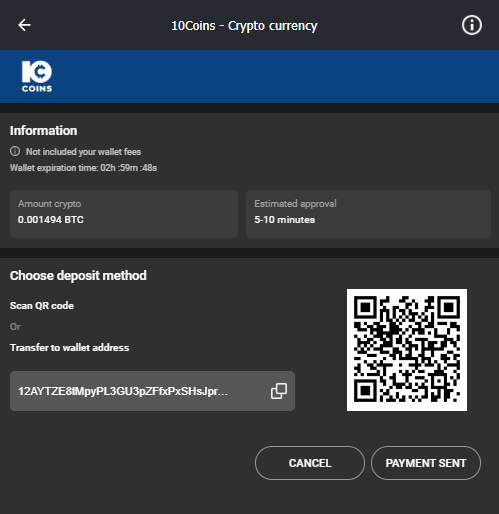 10Coins - Crypto currency
10
COINS
Information
Not included your wallet fees
Wallet expiration time: 02h :59m :48s
Amount crypto
0.001494 BTC
Estimated approval
5-10 minutes
Choose deposit method
Scan QR code
Or
Transfer to wallet address
12AYTZE8tMpyPL3GU3pZFfxPxSHsJpr...
CANCEL
PAYMENT SENT